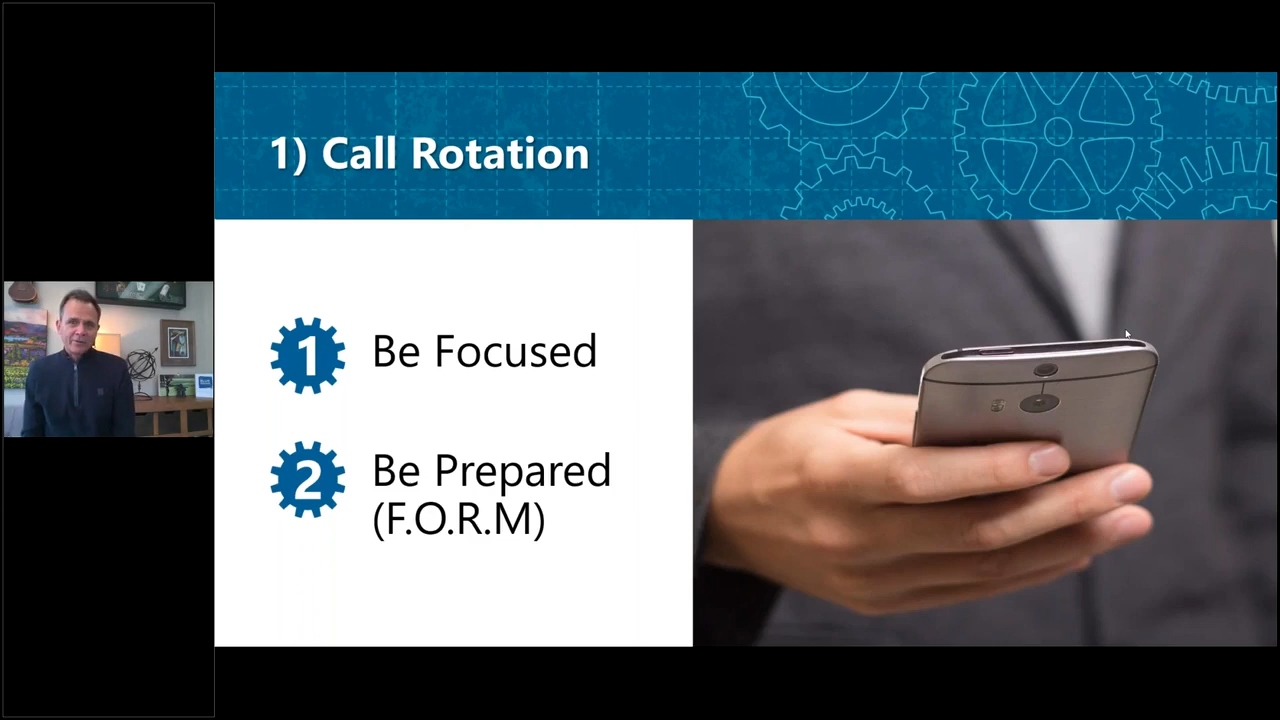 1) Call Rotation
1 Be Focused
2 Be Prepared
(F.O.R.M)